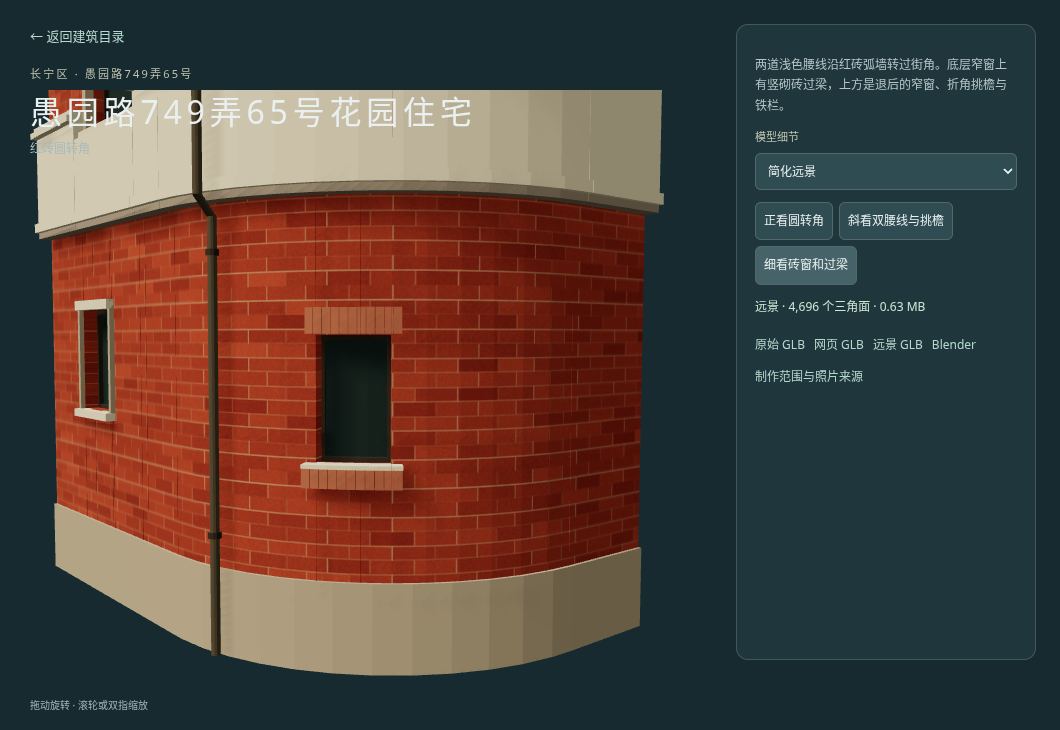 ← 返回建筑目录
长宁区 · 愚园路749弄65号
愚园路749弄65号花园住宅
红砖圆转角
两道浅色腰线沿红砖弧墙转过街角。底层窄窗上
有竖砌砖过梁，上方是退后的窄窗、折角挑檐与
铁栏。
模型细节
简化远景
正看圆转角
斜看双腰线与挑檐
细看砖窗和过梁
远景 · 4,696 个三角面 · 0.63 MB
原始 GLB 网页 GLB 远景 GLB Blender
制作范围与照片来源
拖动旋转 · 滚轮或双指缩放